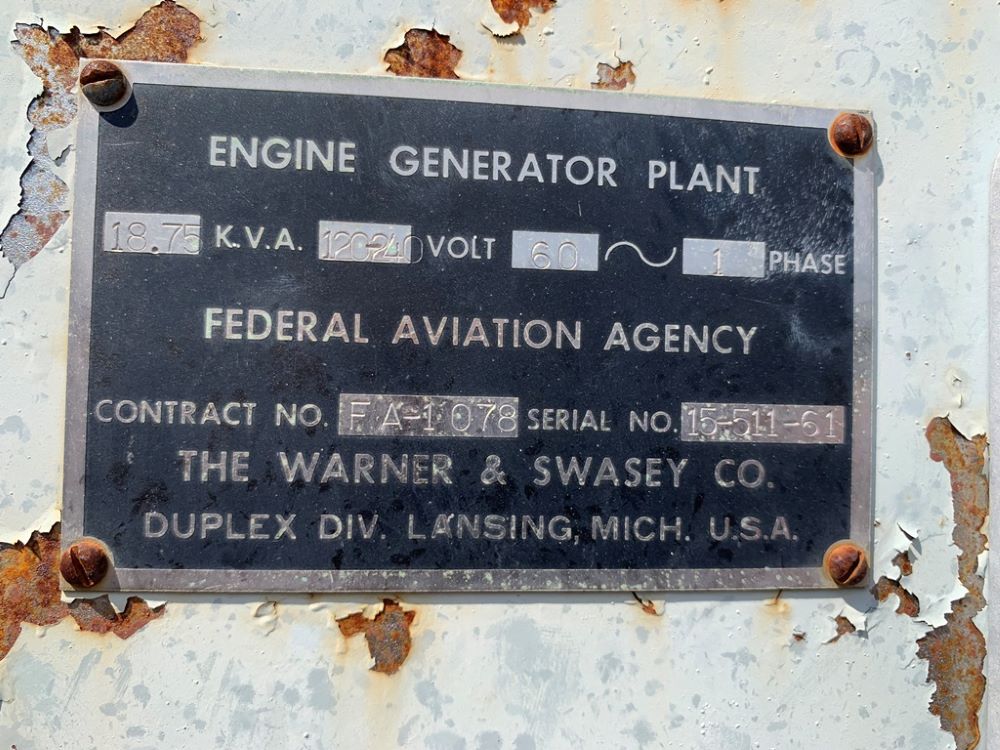 ENGINE GENERATOR PLANT
18.75 K.V.A. 120-240 VOLT 60 ~ 1 PHASE
FEDERAL AVIATION AGENCY
CONTRACT NO. FA-1078 SERIAL NO. 15-511-61
THE WARNER & SWASEY CO.
DUPLEX DIV. LANSING, MICH. U.S.A.